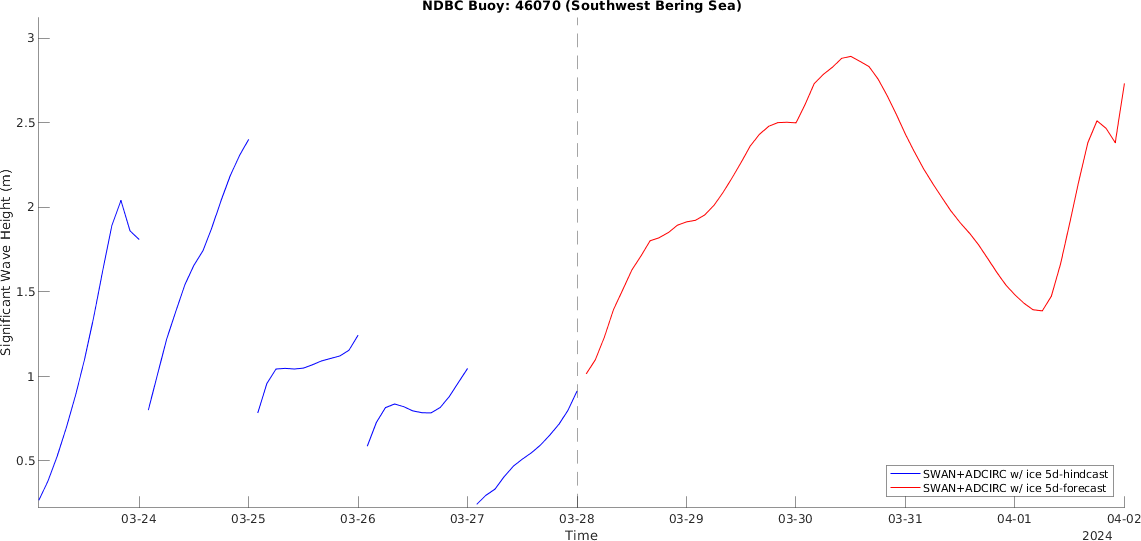 NDBC Buoy: 46070 (Southwest Bering Sea)
Significant Wave Height (m)
3
2.5
2
1.5
1
0.5
SWAN+ADCIRC w/ ice 5d-hindcast
SWAN+ADCIRC w/ ice 5d-forecast
03-24 03-25 03-26 03-27 03-28 03-29 03-30 03-31 04-01 04-02
Time
2024